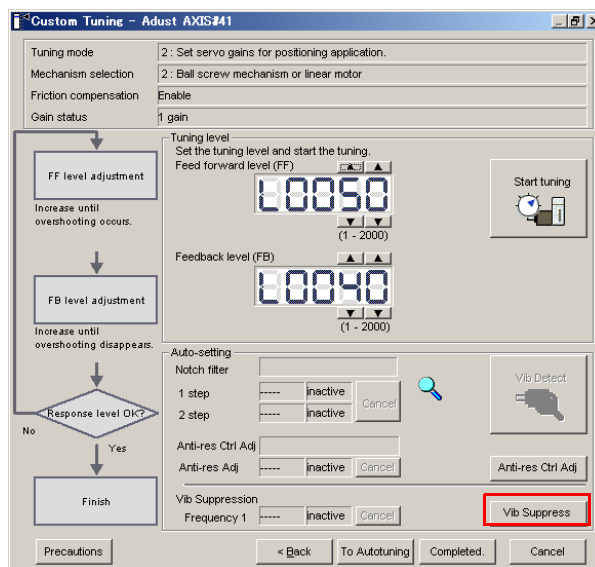 Custom Tuning - Adust AXIS#41
Tuning mode 2 : Set servo gains for positioning application.
Mechanism selection 2 : Ball screw mechanism or linear motor
Friction compensation Enable
Gain status 1 gain
FF level adjustment
Increase until
overshooting occurs.
FB level adjustment
Increase until
overshooting disappears.
Response level OK?
No
Yes
Finish
Tuning level
Set the tuning level and start the tuning.
Feed forward level (FF)
L0050
(1 - 2000)
Feedback level (FB)
L0040
(1 - 2000)
Start tuning
Auto-setting
Notch filter
1 step ----- inactive
2 step ----- inactive
Cancel
Vib Detect
Anti-res Ctrl Adj
Anti-res Adj ----- inactive Cancel
Anti-res Ctrl Adj
Vib Suppression
Frequency 1 ----- inactive Cancel
Vib Suppress
Precautions
< Back
To Autotuning
Completed.
Cancel